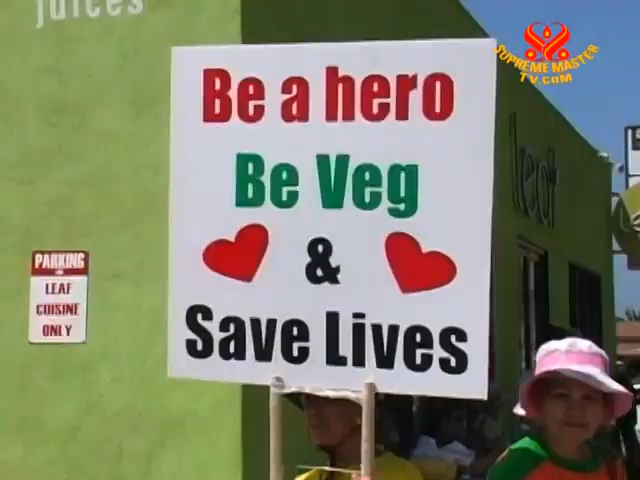 juices
SUPREME MASTER
TV.COM
Be a hero
Be Veg
&
Save Lives
leaf
PARKING
LEAF
CUISINE
ONLY